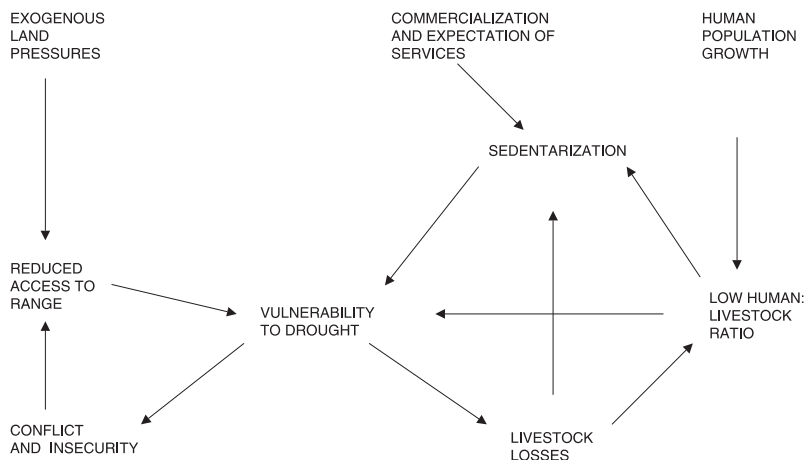 EXOGENOUS
LAND
PRESSURES
COMMERCIALIZATION
AND EXPECTATION OF
SERVICES
HUMAN
POPULATION
GROWTH
SEDENTARIZATION
REDUCED
ACCESS TO
RANGE
VULNERABILITY
TO DROUGHT
LOW HUMAN:
LIVESTOCK
RATIO
CONFLICT
AND INSECURITY
LIVESTOCK
LOSSES